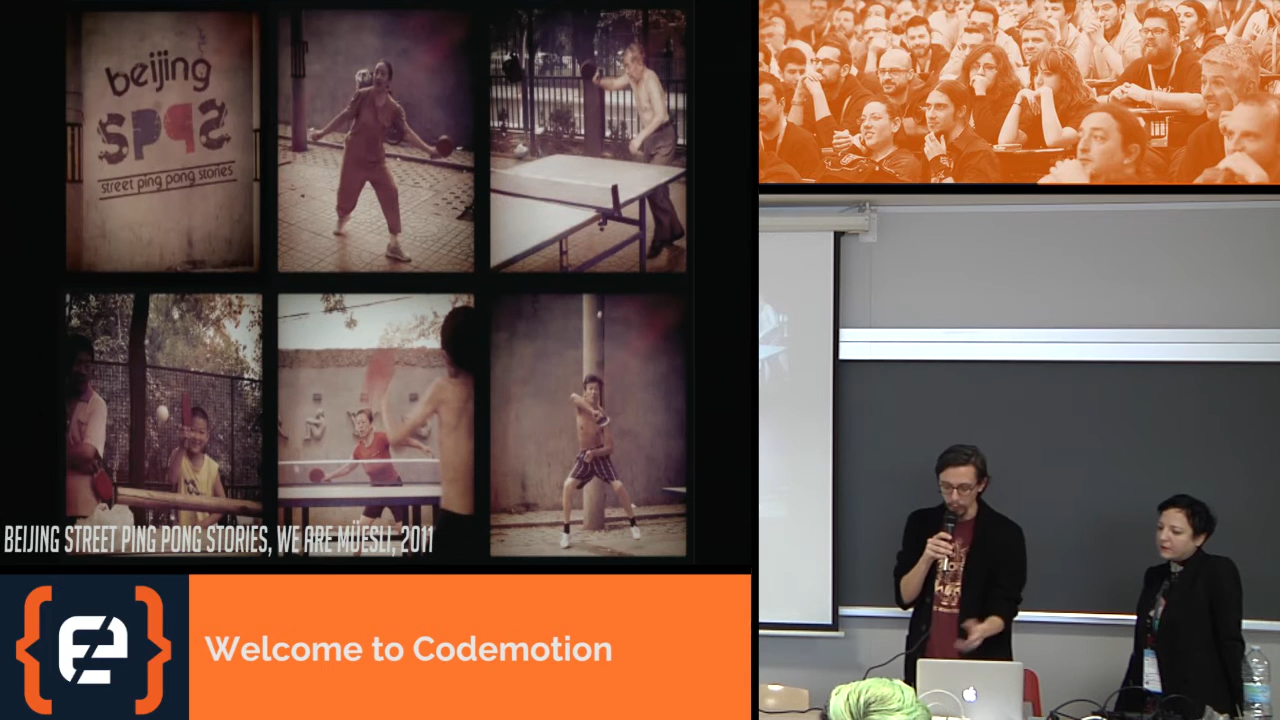 beijing
SPPS
street ping pong stories
BEIJING STREET PING PONG STORIES, WE ARE MÜESLI, 2011
Welcome to Codemotion